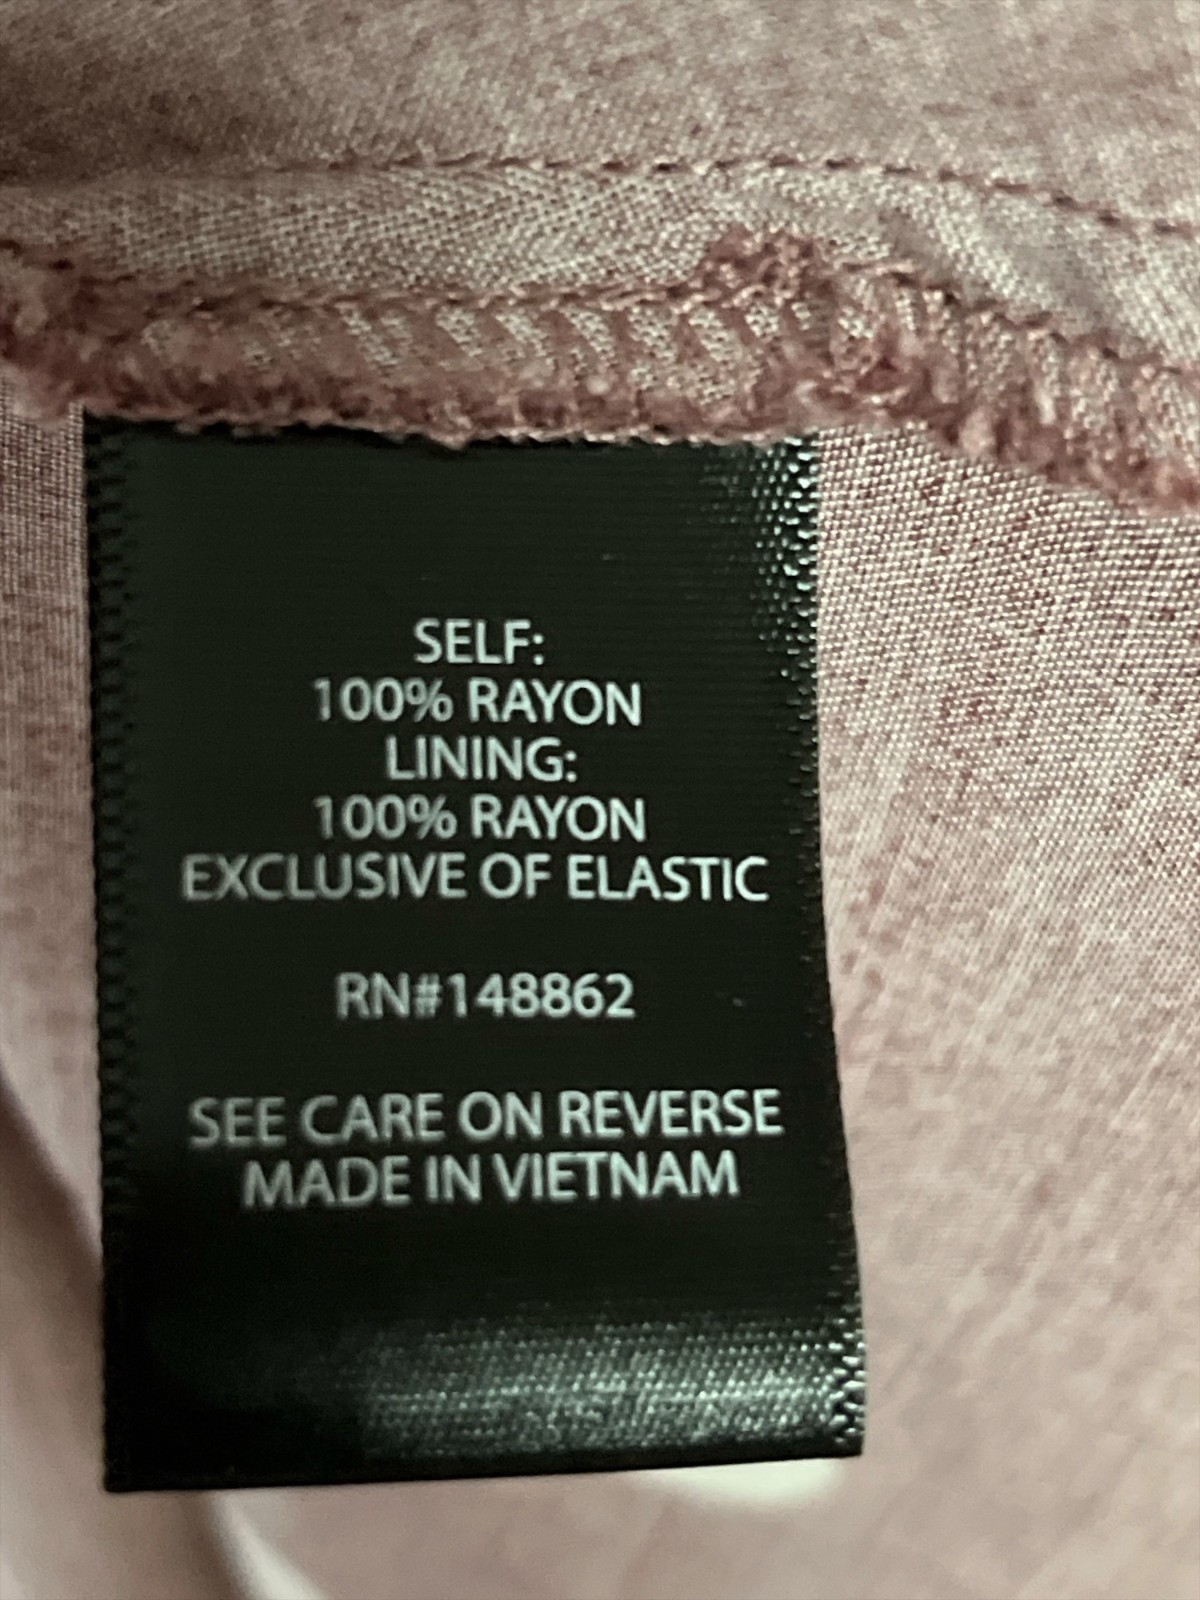 SELF:
100% RAYON
LINING:
100% RAYON
EXCLUSIVE OF ELASTIC
RN#148862
SEE CARE ON REVERSE
MADE IN VIETNAM